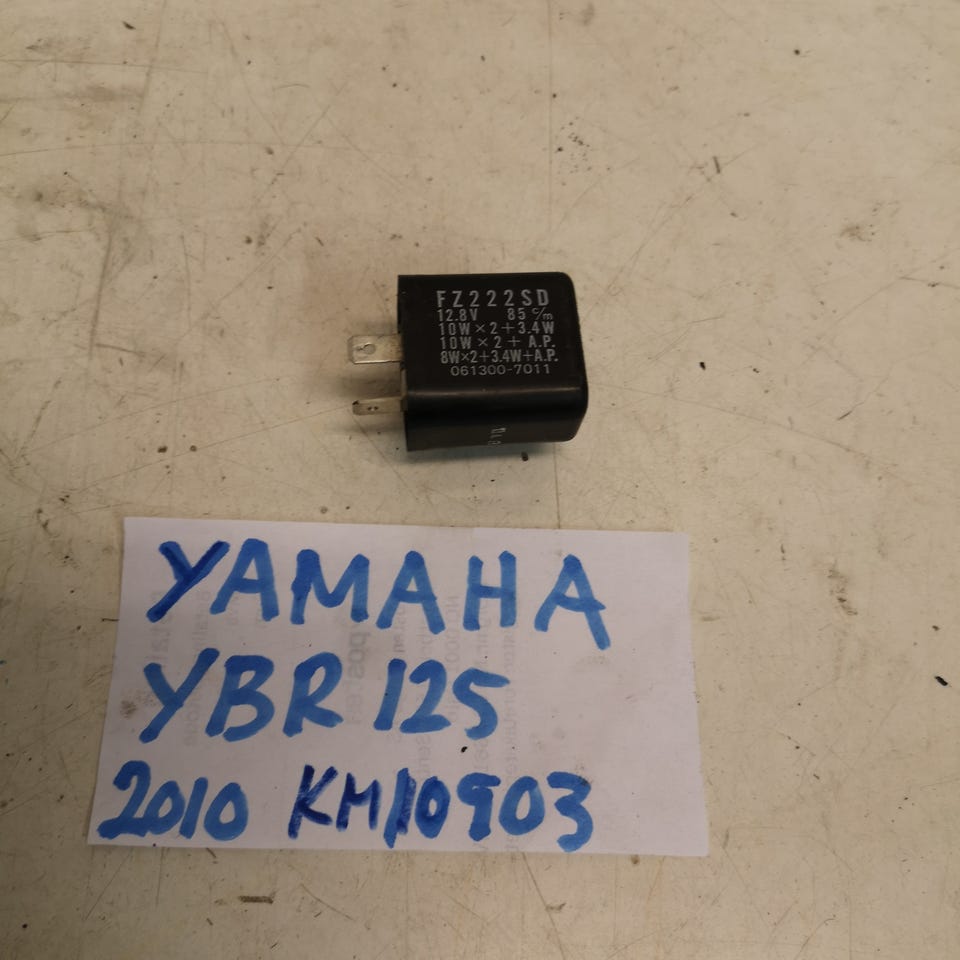 FZ222SD
12.8V 85 c/m
10W×2+3.4W
10W×2+A.P.
8W×2+3.4W+A.P.
061300-7011
YAMAHA
YBR 125
2010 KM10903